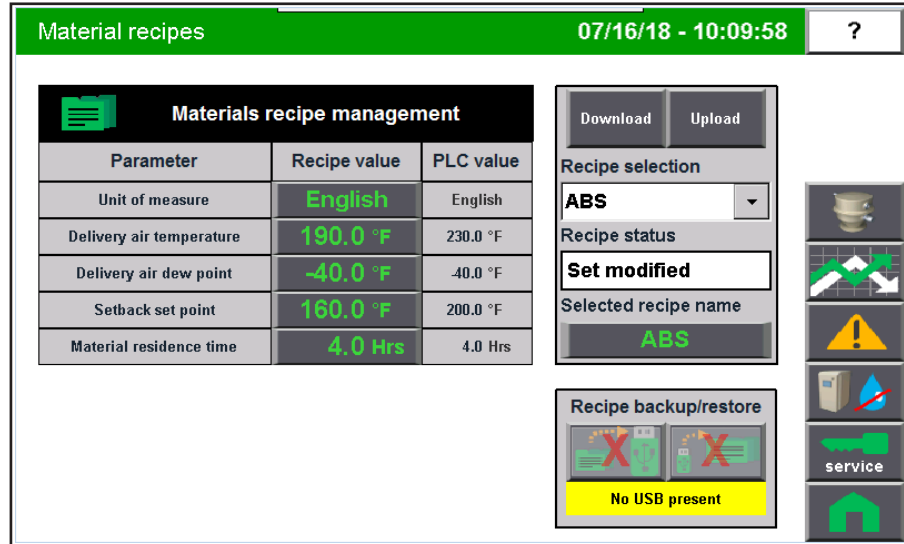 Material recipes 07/16/18 - 10:09:58 ?
Materials recipe management
Parameter Recipe value PLC value
Unit of measure English English
Delivery air temperature 190.0 °F 230.0 °F
Delivery air dew point -40.0 °F -40.0 °F
Setback set point 160.0 °F 200.0 °F
Material residence time 4.0 Hrs 4.0 Hrs
Download Upload
Recipe selection
ABS
Recipe status
Set modified
Selected recipe name
ABS
Recipe backup/restore
No USB present
service